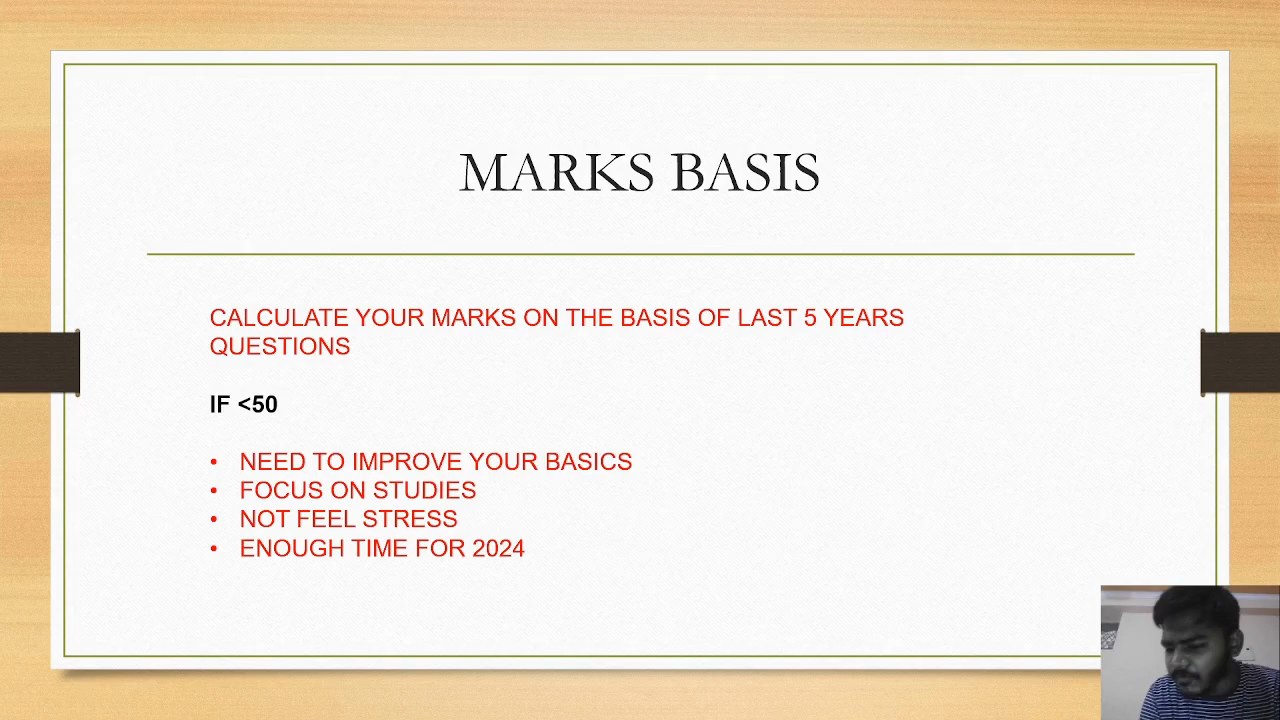 MARKS BASIS
CALCULATE YOUR MARKS ON THE BASIS OF LAST 5 YEARS
QUESTIONS
IF <50
• NEED TO IMPROVE YOUR BASICS
• FOCUS ON STUDIES
• NOT FEEL STRESS
• ENOUGH TIME FOR 2024